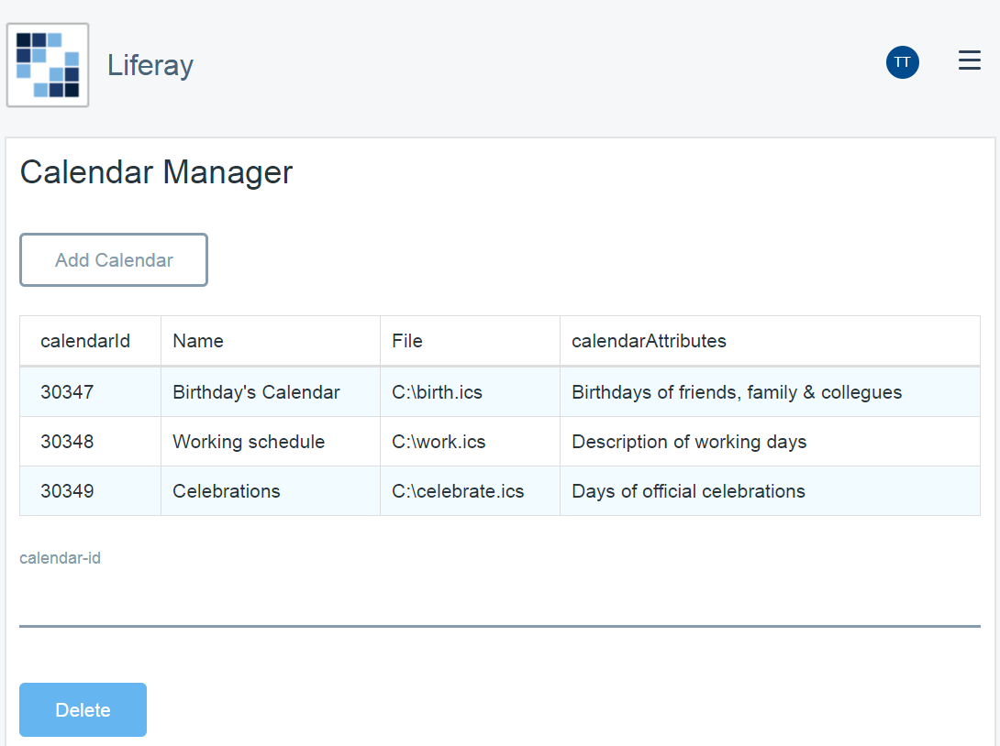 Liferay
TT
Calendar Manager
Add Calendar
calendarId Name File calendarAttributes
30347 Birthday's Calendar C:\birth.ics Birthdays of friends, family & collegues
30348 Working schedule C:\work.ics Description of working days
30349 Celebrations C:\celebrate.ics Days of official celebrations
calendar-id
Delete